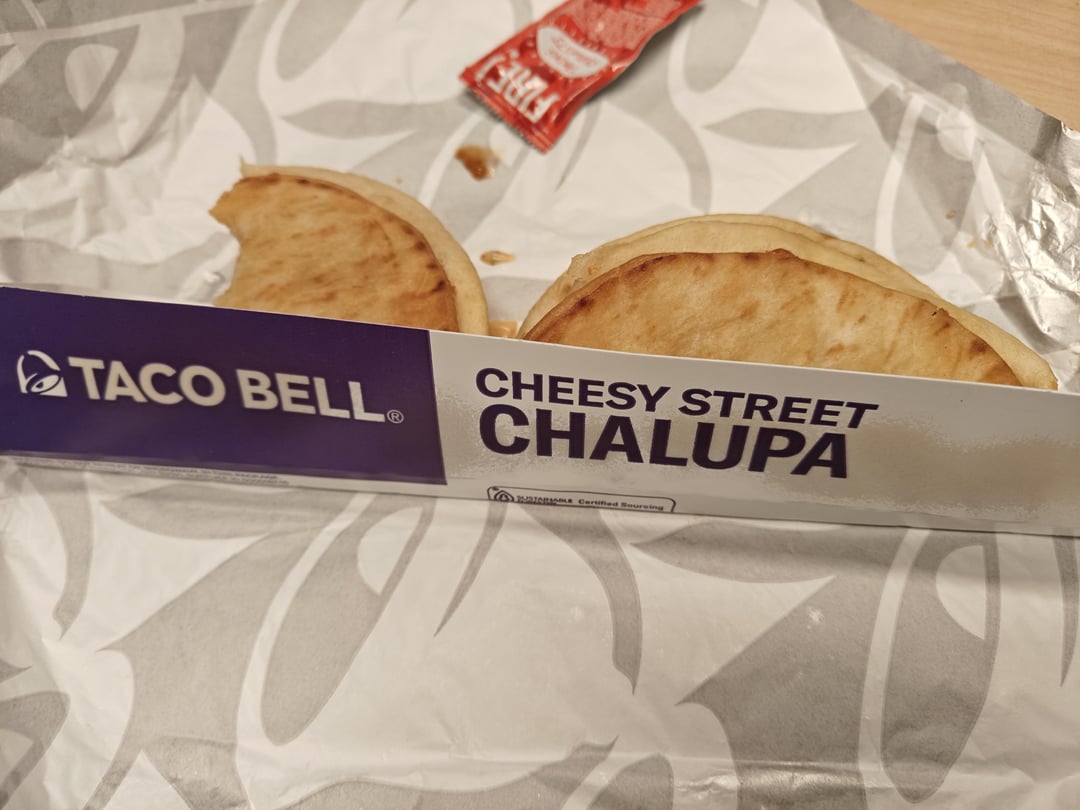 FIRE!
TACO BELL®
CHEESY STREET
CHALUPA
SUSTAINABLE
Certified Sourcing